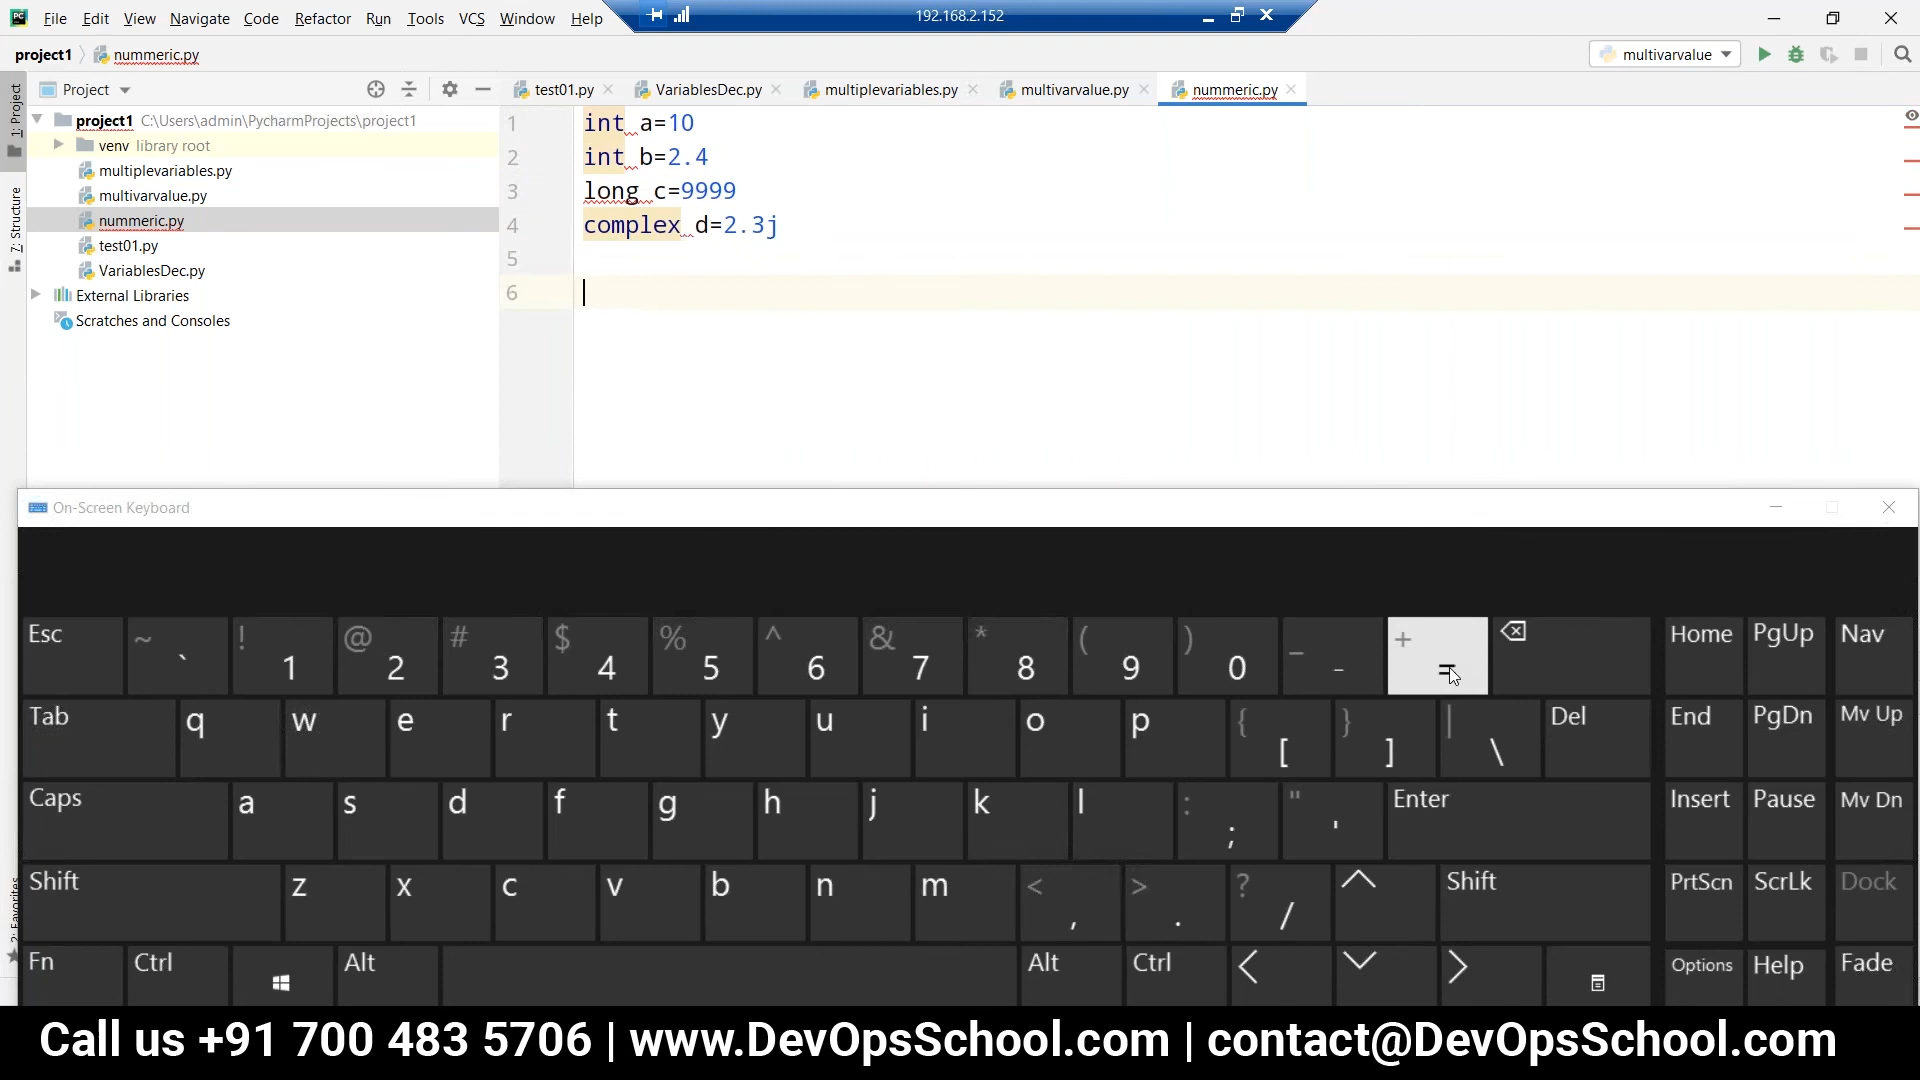 File Edit View Navigate Code Refactor Run Tools VCS Window Help
192.168.2.152
project1 nummeric.py
multivarvalue
Project
test01.py VariablesDec.py multiplevariables.py multivarvalue.py nummeric.py
1: Project
7: Structure
2: Favorites
project1 C:\Users\admin\PycharmProjects\project1
venv library root
multiplevariables.py
multivarvalue.py
nummeric.py
test01.py
VariablesDec.py
External Libraries
Scratches and Consoles
1 int a=10
2 int b=2.4
3 long c=9999
4 complex d=2.3j
5
6
On-Screen Keyboard
Esc ~ ` ! 1 @ 2 # 3 $ 4 % 5 ^ 6 & 7 * 8 ( 9 ) 0 _ - + = Home PgUp Nav
Tab q w e r t y u i o p { [ } ] | \ Del End PgDn Mv Up
Caps a s d f g h j k l : ; " ' Enter Insert Pause Mv Dn
Shift z x c v b n m < , > . ? / Shift PrtScn ScrLk Dock
Fn Ctrl Alt Alt Ctrl Options Help Fade
Call us +91 700 483 5706 | www.DevOpsSchool.com | contact@DevOpsSchool.com